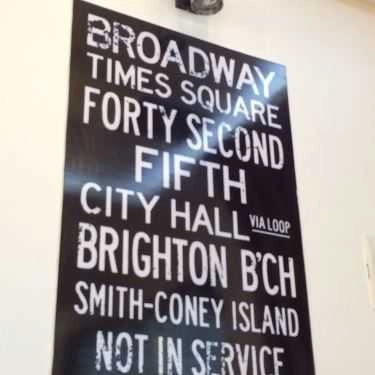 BROADWAY
TIMES SQUARE
FORTY SECOND
FIFTH
CITY HALL VIA LOOP
BRIGHTON B'CH
SMITH-CONEY ISLAND
NOT IN SERVICE